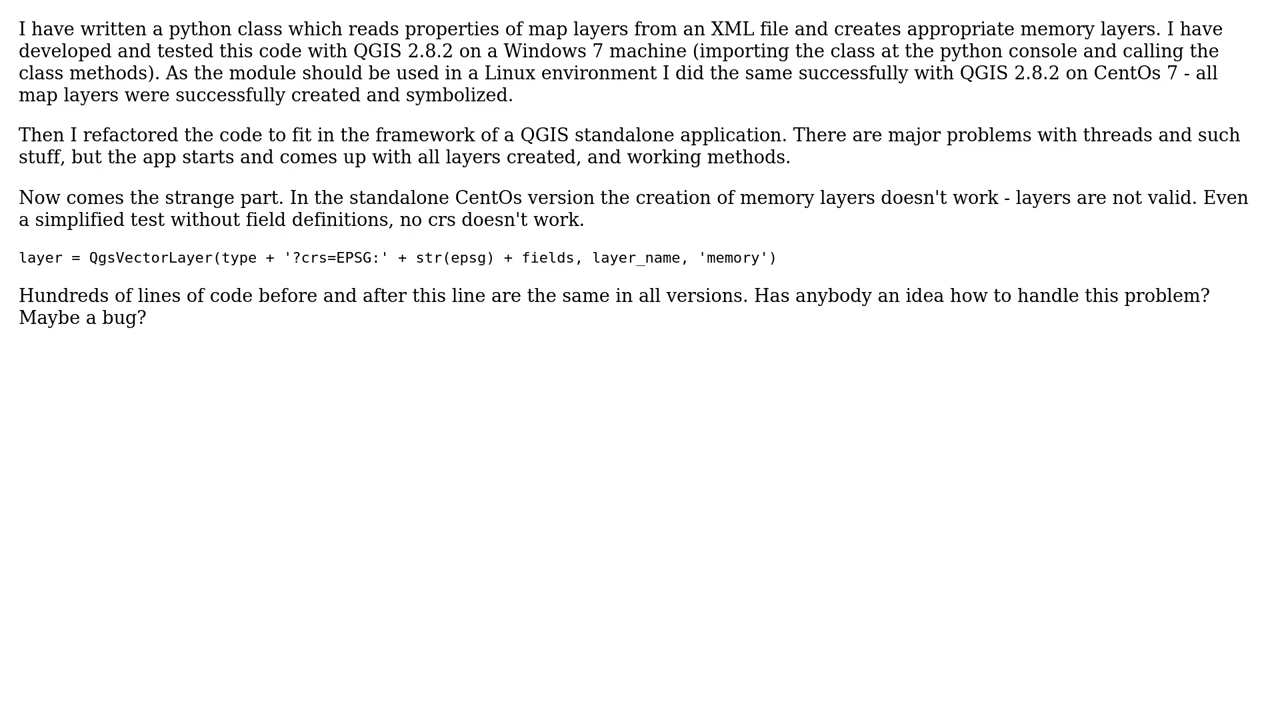 I have written a python class which reads properties of map layers from an XML file and creates appropriate memory layers. I have
developed and tested this code with QGIS 2.8.2 on a Windows 7 machine (importing the class at the python console and calling the
class methods). As the module should be used in a Linux environment I did the same successfully with QGIS 2.8.2 on CentOs 7 - all
map layers were successfully created and symbolized.
Then I refactored the code to fit in the framework of a QGIS standalone application. There are major problems with threads and such
stuff, but the app starts and comes up with all layers created, and working methods.
Now comes the strange part. In the standalone CentOs version the creation of memory layers doesn't work - layers are not valid. Even
a simplified test without field definitions, no crs doesn't work.
layer = QgsVectorLayer(type + '?crs=EPSG:' + str(epsg) + fields, layer_name, 'memory')
Hundreds of lines of code before and after this line are the same in all versions. Has anybody an idea how to handle this problem?
Maybe a bug?